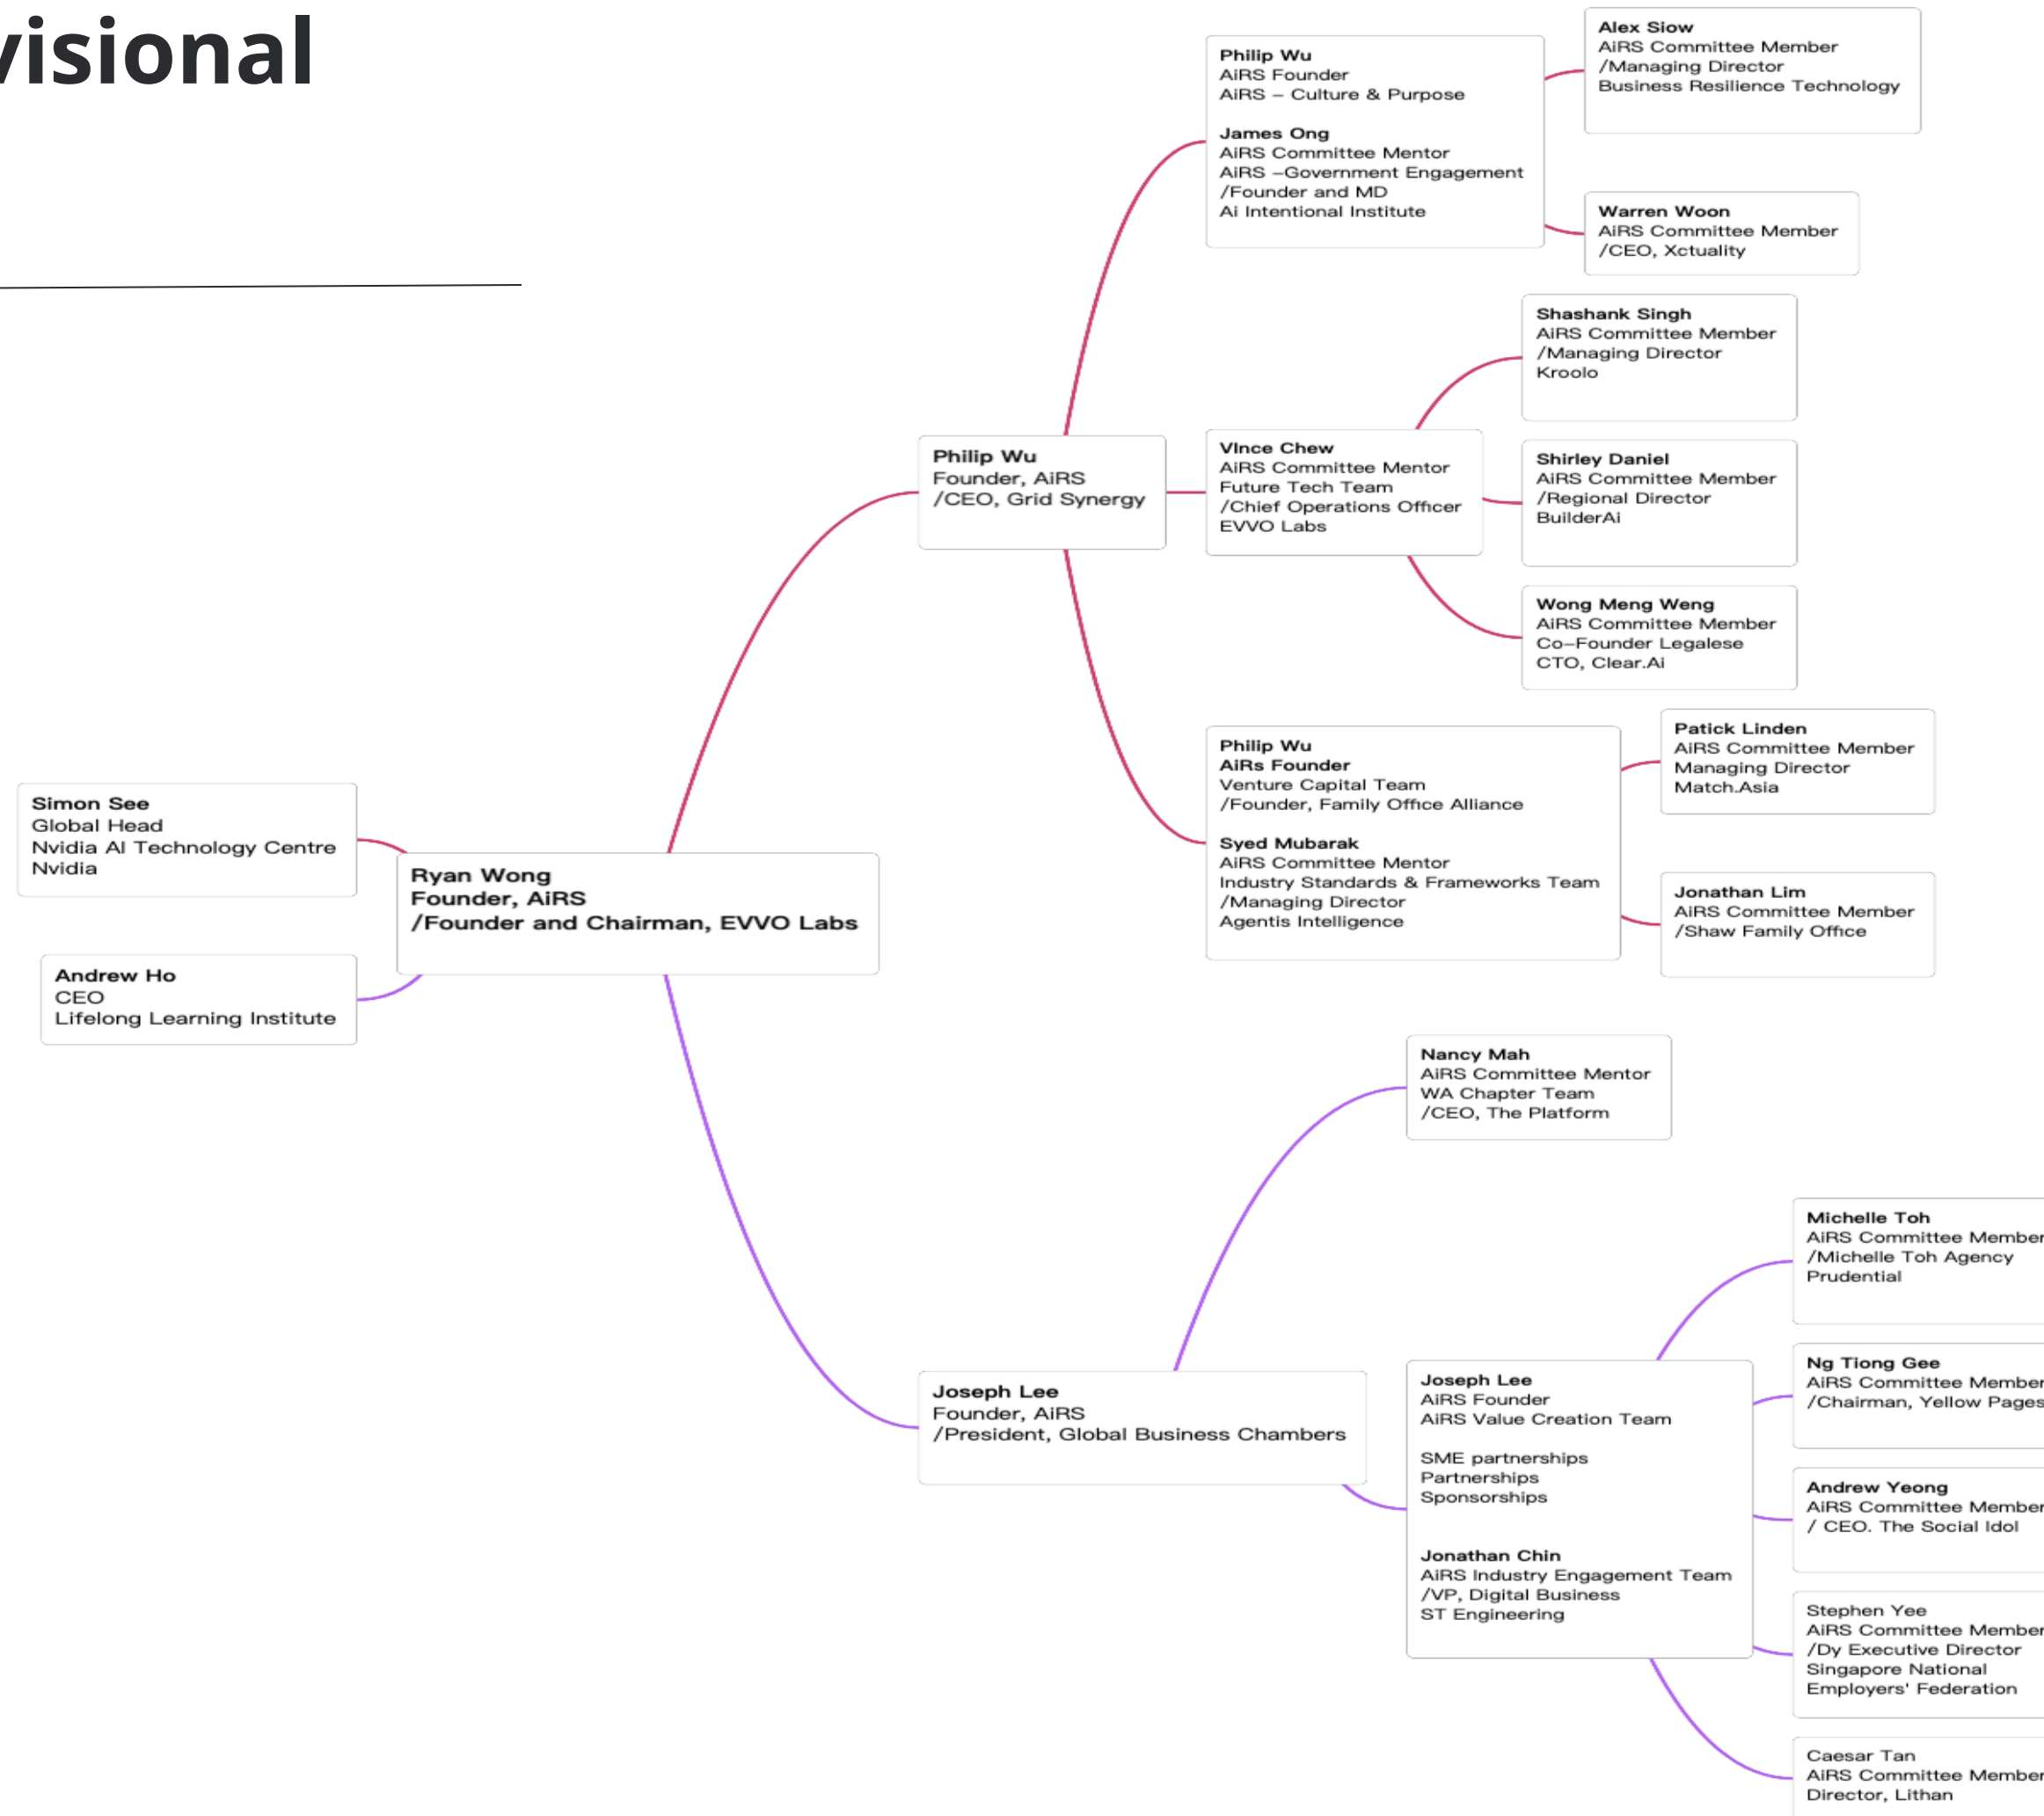 visional
Philip Wu
AiRS Founder
AiRS – Culture & Purpose
James Ong
AiRS Committee Mentor
AiRS –Government Engagement
/Founder and MD
Ai Intentional Institute
Alex Siow
AiRS Committee Member
/Managing Director
Business Resilience Technology
Warren Woon
AiRS Committee Member
/CEO, Xctuality
Shashank Singh
AiRS Committee Member
/Managing Director
Kroolo
Philip Wu
Founder, AiRS
/CEO, Grid Synergy
VInce Chew
AiRS Committee Mentor
Future Tech Team
/Chief Operations Officer
EVVO Labs
Shirley Daniel
AiRS Committee Member
/Regional Director
BuilderAi
Wong Meng Weng
AiRS Committee Member
Co–Founder Legalese
CTO, Clear.Ai
Philip Wu
AiRs Founder
Venture Capital Team
/Founder, Family Office Alliance
Syed Mubarak
AiRS Committee Mentor
Industry Standards & Frameworks Team
/Managing Director
Agentis Intelligence
Patick Linden
AiRS Committee Member
Managing Director
Match.Asia
Jonathan Lim
AiRS Committee Member
/Shaw Family Office
Simon See
Global Head
Nvidia AI Technology Centre
Nvidia
Ryan Wong
Founder, AiRS
/Founder and Chairman, EVVO Labs
Andrew Ho
CEO
Lifelong Learning Institute
Nancy Mah
AiRS Committee Mentor
WA Chapter Team
/CEO, The Platform
Joseph Lee
Founder, AiRS
/President, Global Business Chambers
Joseph Lee
AiRS Founder
AiRS Value Creation Team
SME partnerships
Partnerships
Sponsorships
Jonathan Chin
AiRS Industry Engagement Team
/VP, Digital Business
ST Engineering
Michelle Toh
AiRS Committee Member
/Michelle Toh Agency
Prudential
Ng Tiong Gee
AiRS Committee Member
/Chairman, Yellow Pages
Andrew Yeong
AiRS Committee Member
/ CEO. The Social Idol
Stephen Yee
AiRS Committee Member
/Dy Executive Director
Singapore National
Employers' Federation
Caesar Tan
AiRS Committee Member
Director, Lithan